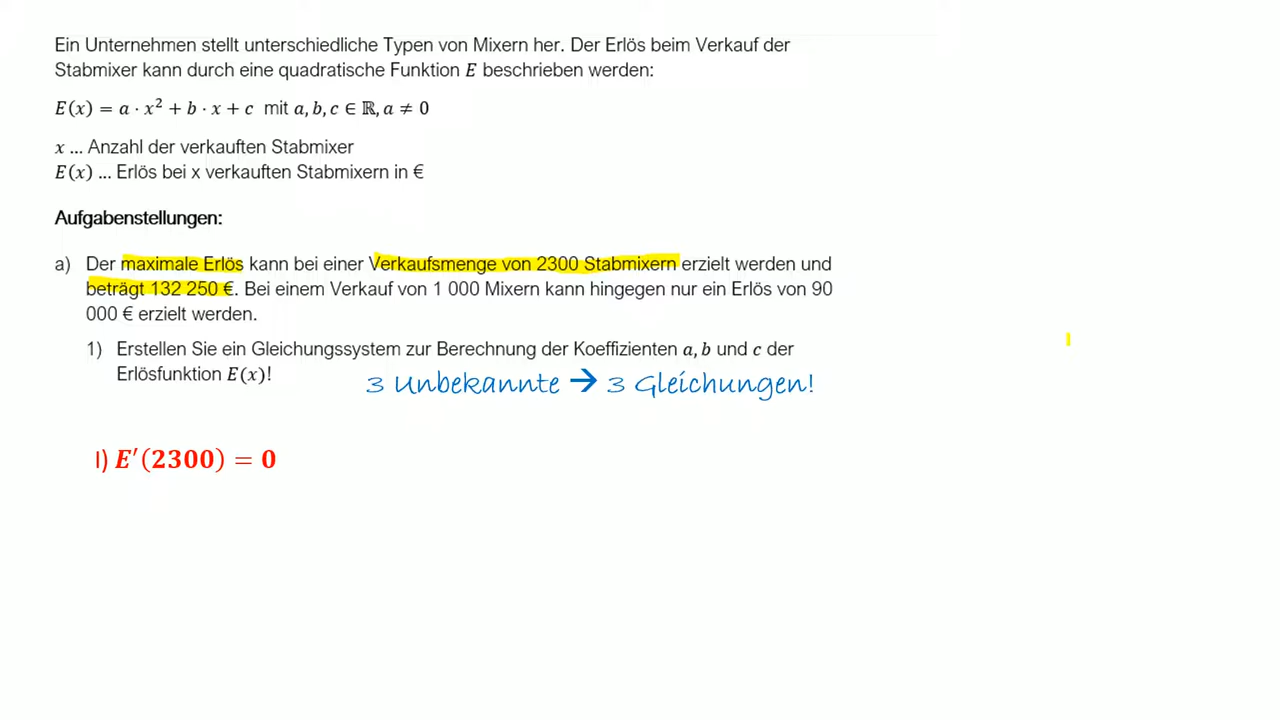 Ein Unternehmen stellt unterschiedliche Typen von Mixern her. Der Erlös beim Verkauf der
Stabmixer kann durch eine quadratische Funktion E beschrieben werden:
E(x) = a · x² + b · x + c mit a, b, c ∈ ℝ, a ≠ 0
x ... Anzahl der verkauften Stabmixer
E(x) ... Erlös bei x verkauften Stabmixern in €
Aufgabenstellungen:
a) Der maximale Erlös kann bei einer Verkaufsmenge von 2300 Stabmixern erzielt werden und
beträgt 132 250 €. Bei einem Verkauf von 1 000 Mixern kann hingegen nur ein Erlös von 90
000 € erzielt werden.
1) Erstellen Sie ein Gleichungssystem zur Berechnung der Koeffizienten a, b und c der
Erlösfunktion E(x)!
3 Unbekannte → 3 Gleichungen!
I) E′(2300) = 0